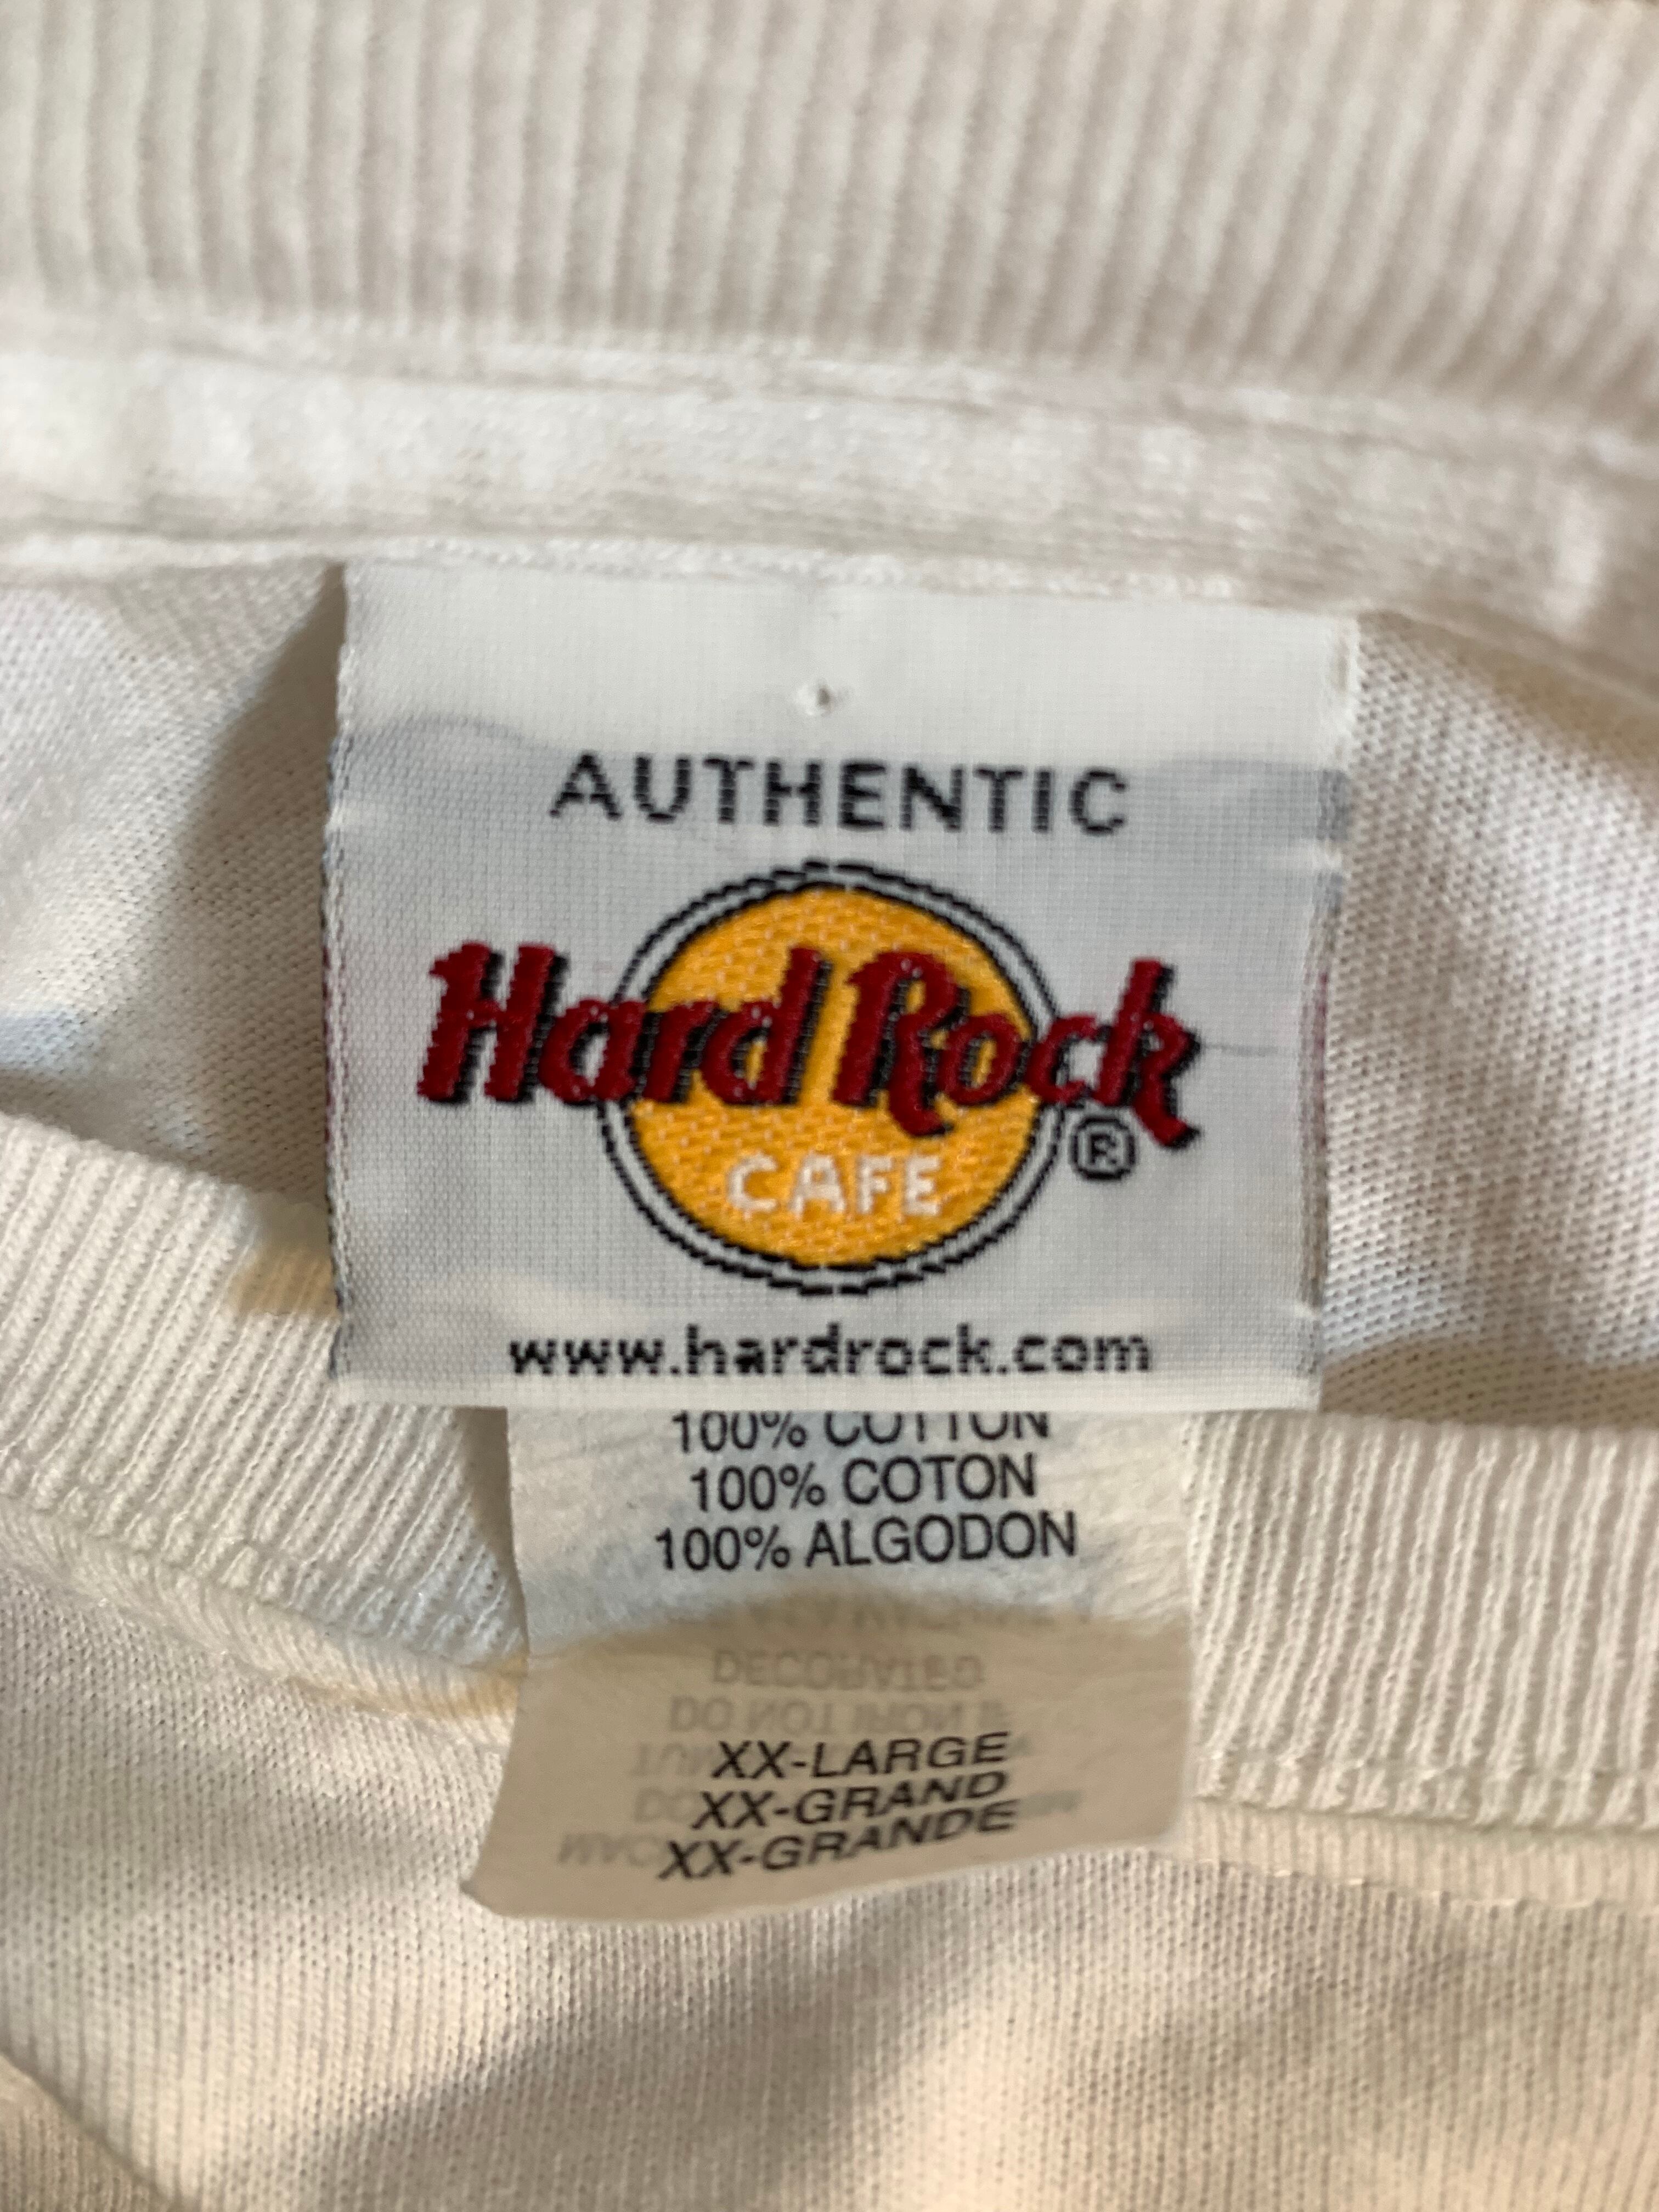 AUTHENTIC
Hard Rock
CAFE
®
www.hardrock.com
100% COTTON
100% COTON
100% ALGODON
DECORATED
DO NOT IRON IF
XX-LARGE
XX-GRAND
XX-GRANDE